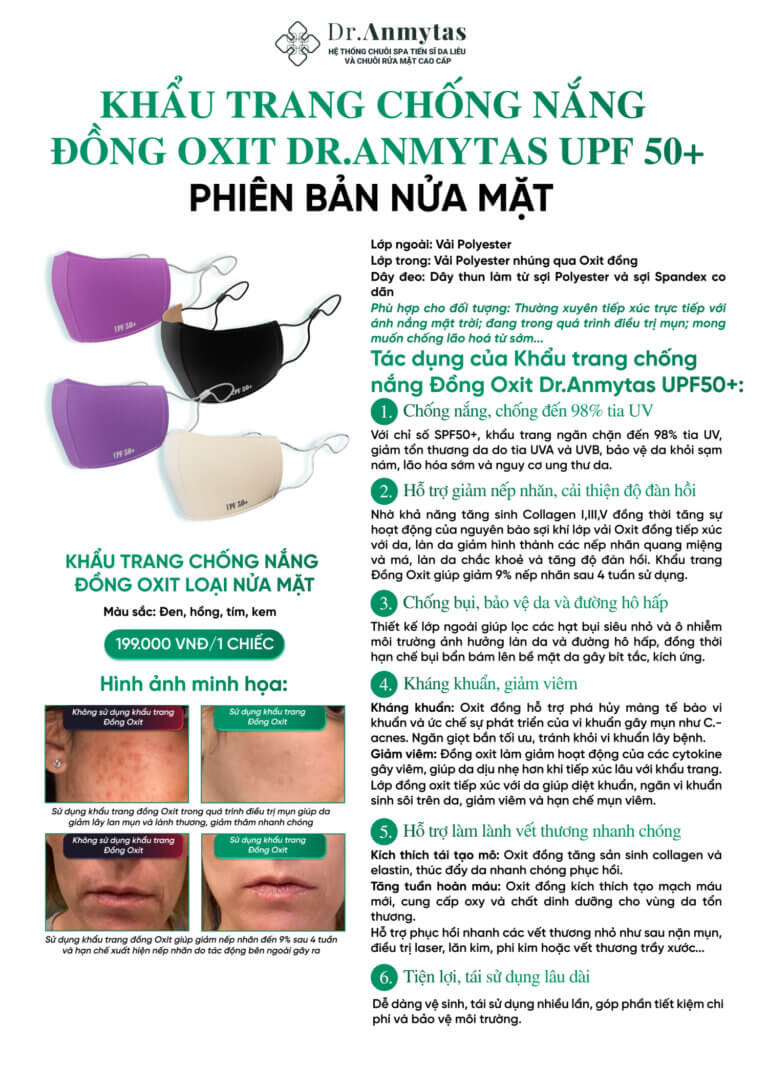 Dr.Anmytas
HỆ THỐNG CHUỖI SPA TIẾN SĨ DA LIỄU
VÀ CHUỖI RỬA MẶT CAO CẤP
KHẨU TRANG CHỐNG NẮNG
ĐỒNG OXIT DR.ANMYTAS UPF 50+
PHIÊN BẢN NỬA MẶT
UPF 50+
UPF 50+
UPF 50+
UPF 50+
KHẨU TRANG CHỐNG NẮNG
ĐỒNG OXIT LOẠI NỬA MẶT
Màu sắc: Đen, hồng, tím, kem
199.000 VNĐ/1 CHIẾC
Hình ảnh minh họa:
Không sử dụng khẩu trang
Đồng Oxit
Sử dụng khẩu trang
Đồng Oxit
Sử dụng khẩu trang đồng Oxit trong quá trình điều trị mụn giúp da
giảm lây lan mụn và lành thương, giảm thâm nhanh chóng
Không sử dụng khẩu trang
Đồng Oxit
Sử dụng khẩu trang
Đồng Oxit
Sử dụng khẩu trang đồng Oxit giúp giảm nếp nhăn đến 9% sau 4 tuần
và hạn chế xuất hiện nếp nhăn do tác động bên ngoài gây ra
Lớp ngoài: Vải Polyester
Lớp trong: Vải Polyester nhúng qua Oxit đồng
Dây đeo: Dây thun làm từ sợi Polyester và sợi Spandex co
dãn
Phù hợp cho đối tượng: Thường xuyên tiếp xúc trực tiếp với
ánh nắng mặt trời; đang trong quá trình điều trị mụn; mong
muốn chống lão hoá từ sớm...
Tác dụng của Khẩu trang chống
nắng Đồng Oxit Dr.Anmytas UPF50+:
1. Chống nắng, chống đến 98% tia UV
Với chỉ số SPF50+, khẩu trang ngăn chặn đến 98% tia UV,
giảm tổn thương da do tia UVA và UVB, bảo vệ da khỏi sạm
nám, lão hóa sớm và nguy cơ ung thư da.
2. Hỗ trợ giảm nếp nhăn, cải thiện độ đàn hồi
Nhờ khả năng tăng sinh Collagen I,III,V đồng thời tăng sự
hoạt động của nguyên bào sợi khí lớp vải Oxit đồng tiếp xúc
với da, làn da giảm hình thành các nếp nhăn quang miệng
và má, làn da chắc khoẻ và tăng độ đàn hồi. Khẩu trang
Đồng Oxit giúp giảm 9% nếp nhăn sau 4 tuần sử dụng.
3. Chống bụi, bảo vệ da và đường hô hấp
Thiết kế lớp ngoài giúp lọc các hạt bụi siêu nhỏ và ô nhiễm
môi trường ảnh hưởng làn da và đường hô hấp, đồng thời
hạn chế bụi bẩn bám lên bề mặt da gây bít tắc, kích ứng.
4. Kháng khuẩn, giảm viêm
Kháng khuẩn: Oxit đồng hỗ trợ phá hủy màng tế bào vi
khuẩn và ức chế sự phát triển của vi khuẩn gây mụn như C.-
acnes. Ngăn giọt bắn tối ưu, tránh khỏi vi khuẩn lây bệnh.
Giảm viêm: Đồng oxit làm giảm hoạt động của các cytokine
gây viêm, giúp da dịu nhẹ hơn khi tiếp xúc lâu với khẩu trang.
Lớp đồng oxit tiếp xúc với da giúp diệt khuẩn, ngăn vi khuẩn
sinh sôi trên da, giảm viêm và hạn chế mụn viêm.
5. Hỗ trợ làm lành vết thương nhanh chóng
Kích thích tái tạo mô: Oxit đồng tăng sản sinh collagen và
elastin, thúc đẩy da nhanh chóng phục hồi.
Tăng tuần hoàn máu: Oxit đồng kích thích tạo mạch máu
mới, cung cấp oxy và chất dinh dưỡng cho vùng da tổn
thương.
Hỗ trợ phục hồi nhanh các vết thương nhỏ như sau nặn mụn,
điều trị laser, lăn kim, phi kim hoặc vết thương trầy xước...
6. Tiện lợi, tái sử dụng lâu dài
Dễ dàng vệ sinh, tái sử dụng nhiều lần, góp phần tiết kiệm chi
phí và bảo vệ môi trường.